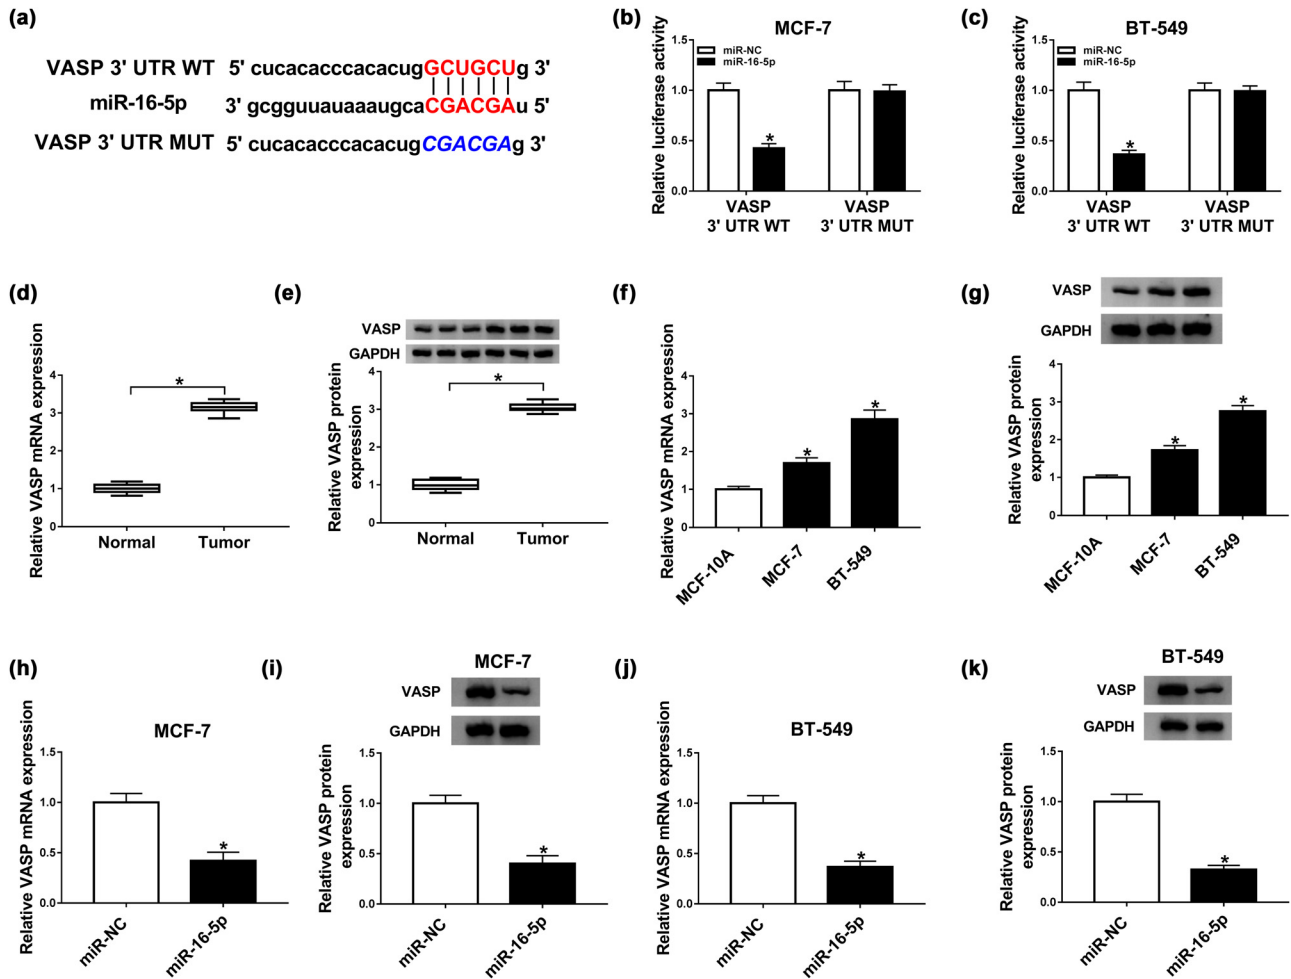 (a)
VASP 3' UTR WT 5' cucacacccacacugGCUGCUg 3'
miR-16-5p 3' gcgguuauaaaugcaCGACGAu 5'
VASP 3' UTR MUT 5' cucacacccacacugCGACGAg 3'
(b)
MCF-7
Relative luciferase activity
1.5
1.0
0.5
0.0
miR-NC
miR-16-5p
*
VASP
3' UTR WT
VASP
3' UTR MUT
(c)
BT-549
Relative luciferase activity
1.5
1.0
0.5
0.0
miR-NC
miR-16-5p
*
VASP
3' UTR WT
VASP
3' UTR MUT
(d)
Relative VASP mRNA expression
4
3
2
1
0
*
Normal
Tumor
(e)
VASP
GAPDH
Relative VASP protein
expression
4
3
2
1
0
*
Normal
Tumor
(f)
Relative VASP mRNA expression
4
3
2
1
0
*
*
MCF-10A
MCF-7
BT-549
(g)
VASP
GAPDH
Relative VASP protein
expression
4
3
2
1
0
*
*
MCF-10A
MCF-7
BT-549
(h)
MCF-7
Relative VASP mRNA expression
1.5
1.0
0.5
0.0
*
miR-NC
miR-16-5p
(i)
MCF-7
VASP
GAPDH
Relative VASP protein
expression
1.5
1.0
0.5
0.0
*
miR-NC
miR-16-5p
(j)
BT-549
Relative VASP mRNA expression
1.5
1.0
0.5
0.0
*
miR-NC
miR-16-5p
(k)
BT-549
VASP
GAPDH
Relative VASP protein
expression
1.5
1.0
0.5
0.0
*
miR-NC
miR-16-5p